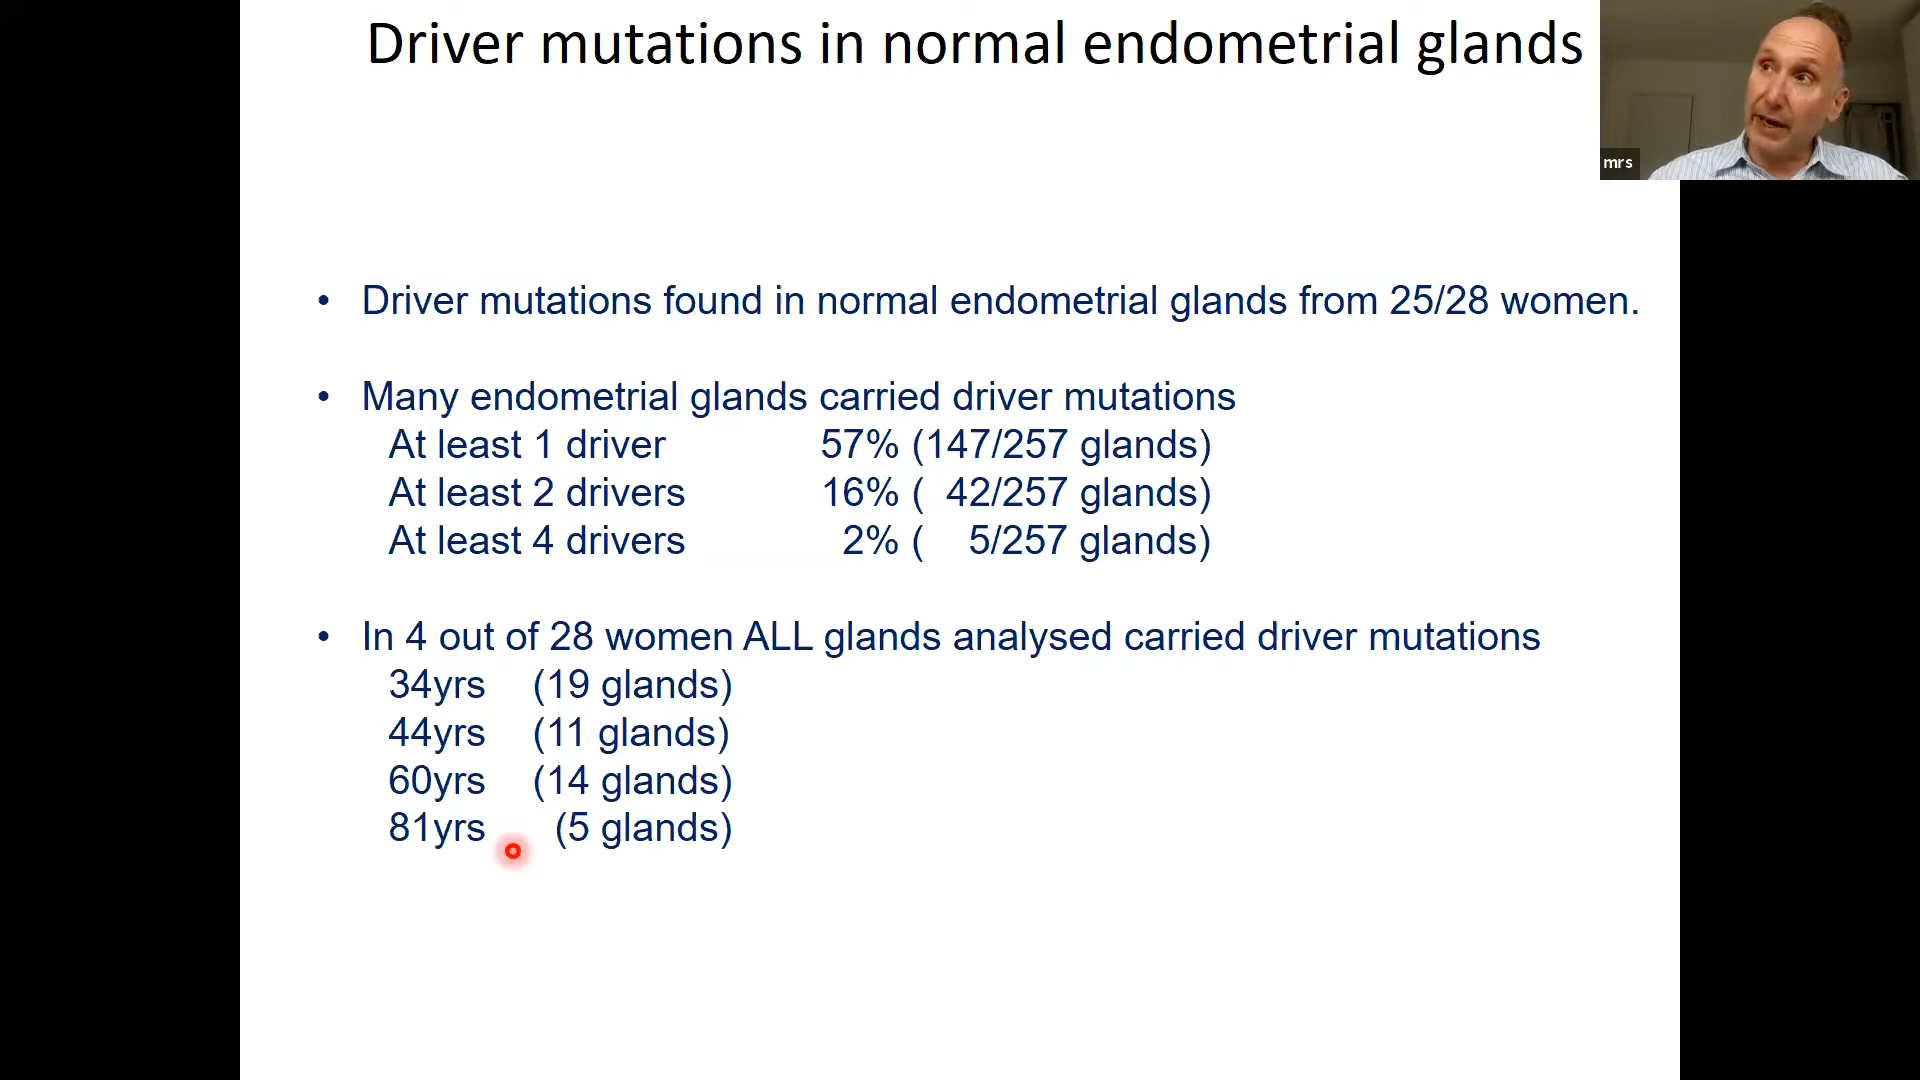 Driver mutations in normal endometrial glands
mrs
• Driver mutations found in normal endometrial glands from 25/28 women.
• Many endometrial glands carried driver mutations
At least 1 driver 57% (147/257 glands)
At least 2 drivers 16% ( 42/257 glands)
At least 4 drivers 2% ( 5/257 glands)
• In 4 out of 28 women ALL glands analysed carried driver mutations
34yrs (19 glands)
44yrs (11 glands)
60yrs (14 glands)
81yrs (5 glands)